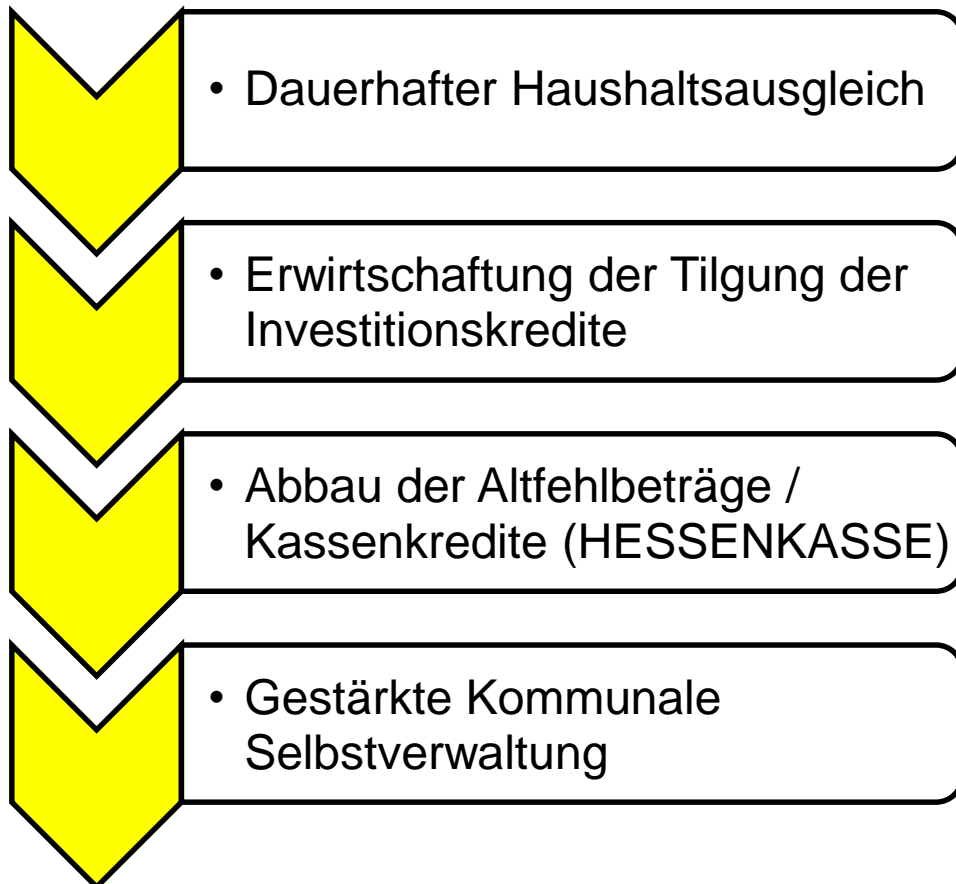 • Dauerhafter Haushaltsausgleich
• Erwirtschaftung der Tilgung der
Investitionskredite
• Abbau der Altfehlbeträge /
Kassenkredite (HESSENKASSE)
• Gestärkte Kommunale
Selbstverwaltung